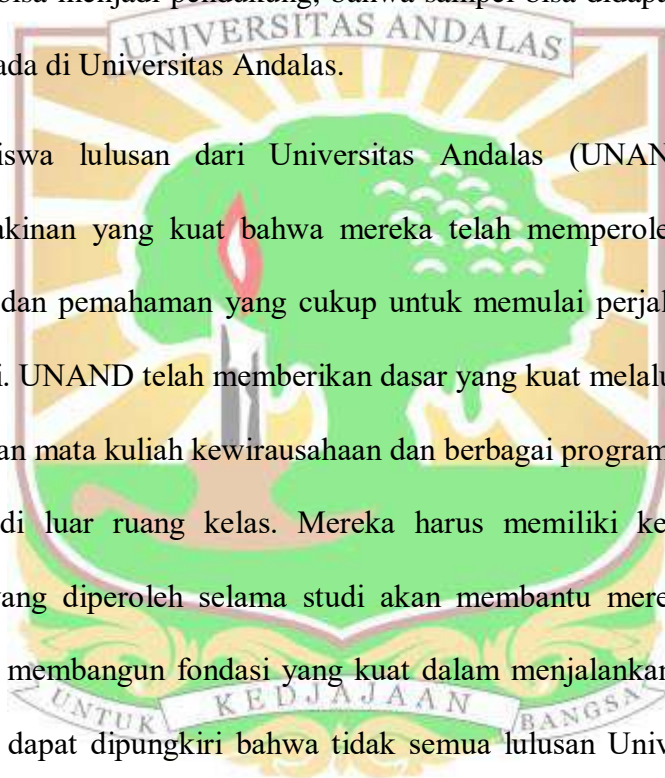 bisa menjadi pendukung, bahwa sampel bisa didapa
UNIVERSITAS ANDALAS
ada di Universitas Andalas.
iswa lulusan dari Universitas Andalas (UNAN
akinan yang kuat bahwa mereka telah memperole
dan pemahaman yang cukup untuk memulai perjal
i. UNAND telah memberikan dasar yang kuat melalu
an mata kuliah kewirausahaan dan berbagai program
di luar ruang kelas. Mereka harus memiliki ke
yang diperoleh selama studi akan membantu mere
membangun fondasi yang kuat dalam menjalankan
UNTUK KEDJAJAAN BANGSA
dapat dipungkiri bahwa tidak semua lulusan Univ